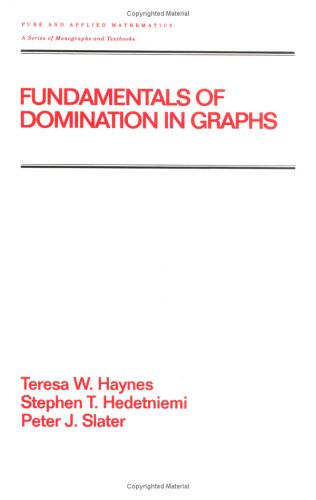 Copyrighted Material
PURE AND APPLIED MATHEMATICS
A Series of Monographs and Textbooks
FUNDAMENTALS OF
DOMINATION IN GRAPHS
Teresa W. Haynes
Stephen T. Hedetniemi
Peter J. Slater
Copyrighted Material